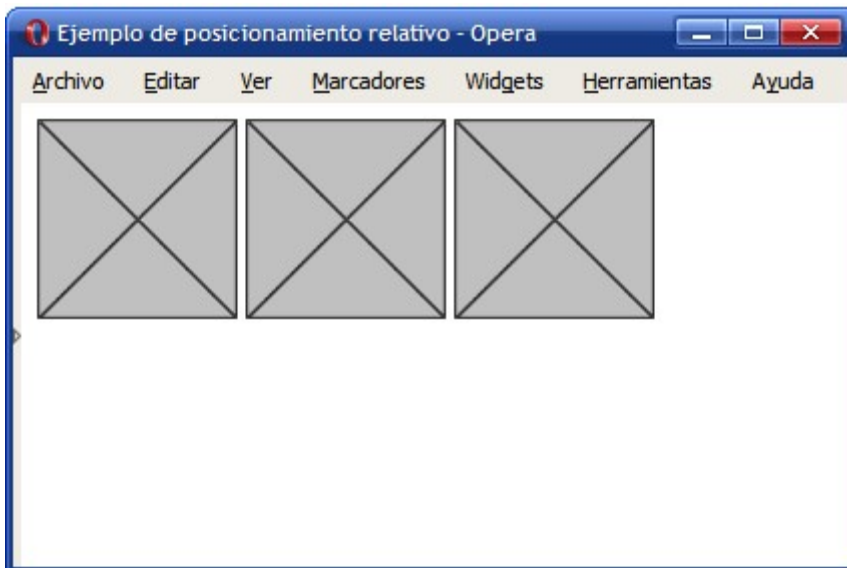 Ejemplo de posicionamiento relativo - Opera
Archivo Editar Ver Marcadores Widgets Herramientas Ayuda